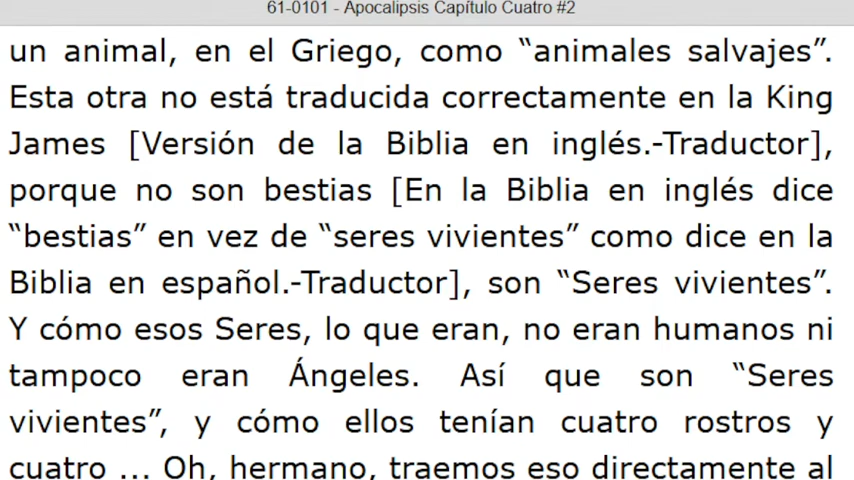 61-0101 - Apocalipsis Capítulo Cuatro #2
un animal, en el Griego, como “animales salvajes”.
Esta otra no está traducida correctamente en la King
James [Versión de la Biblia en inglés.-Traductor],
porque no son bestias [En la Biblia en inglés dice
“bestias” en vez de “seres vivientes” como dice en la
Biblia en español.-Traductor], son “Seres vivientes”.
Y cómo esos Seres, lo que eran, no eran humanos ni
tampoco eran Ángeles. Así que son “Seres
vivientes”, y cómo ellos tenían cuatro rostros y
cuatro ... Oh, hermano, traemos eso directamente al